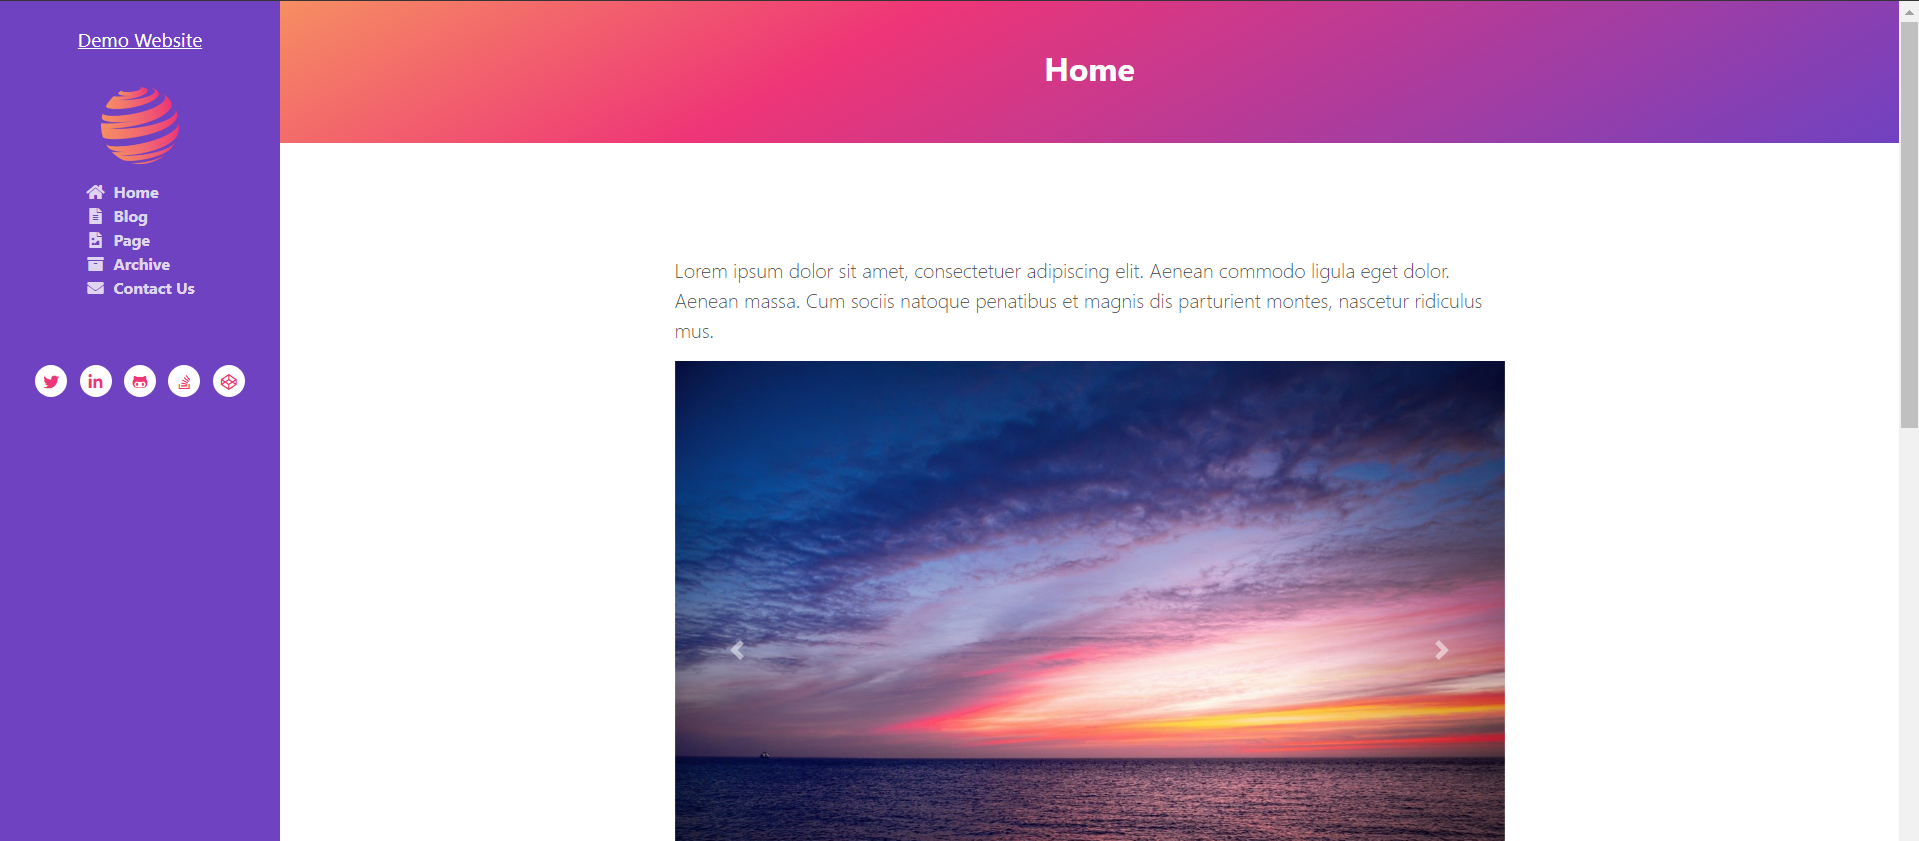 Demo Website
Home
Blog
Page
Archive
Contact Us
Home
Lorem ipsum dolor sit amet, consectetuer adipiscing elit. Aenean commodo ligula eget dolor.
Aenean massa. Cum sociis natoque penatibus et magnis dis parturient montes, nascetur ridiculus
mus.